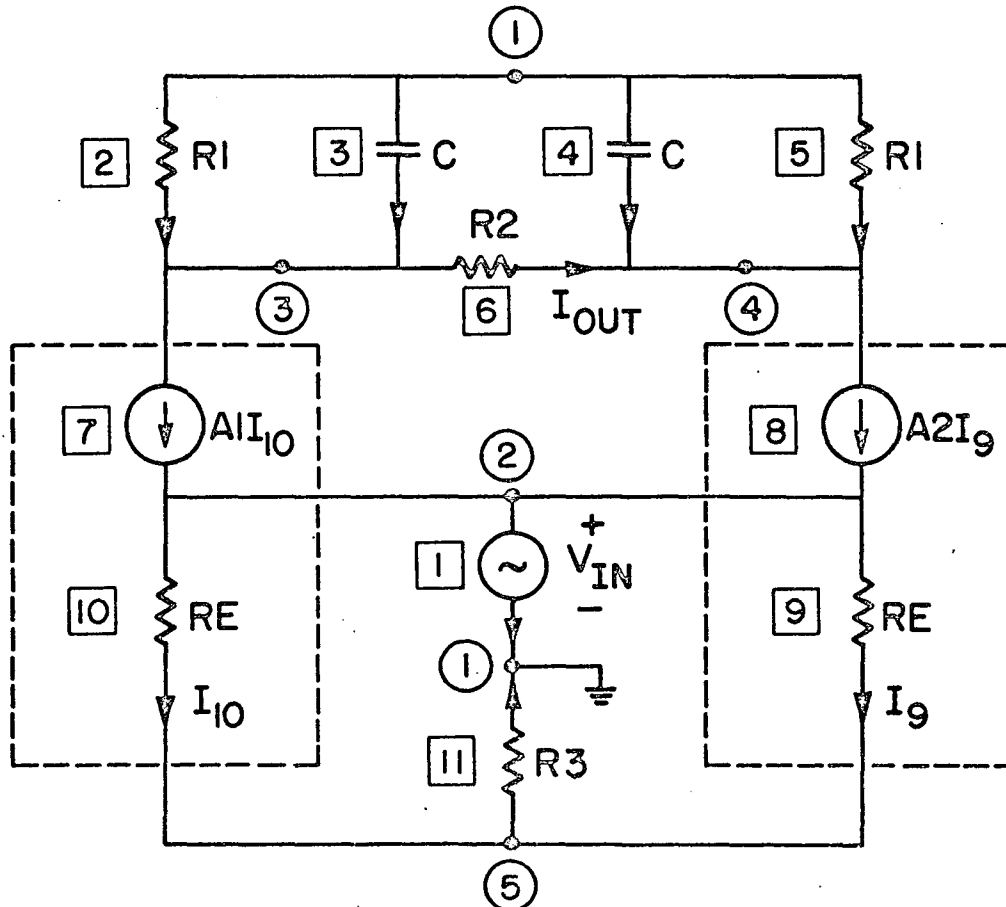 1
2 R1 3 C 4 C 5 R1
R2
3 6 I_OUT 4
7 A1I_10 8 A2I_9
2
+
1 ~ V_IN
−
10 RE 9 RE
1
I_10 I_9
11 R3
5